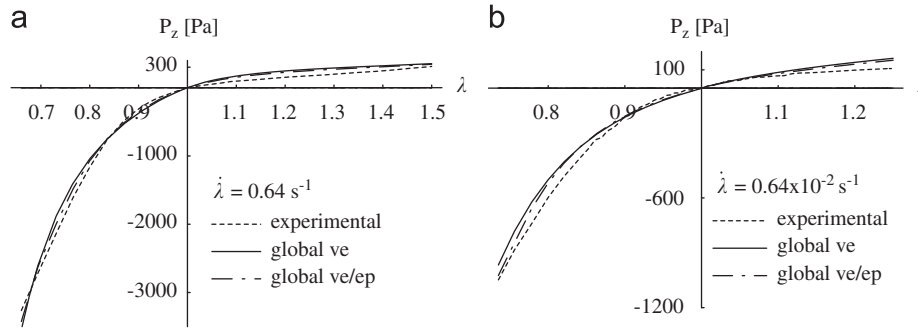 a
P_z [Pa]
300
λ
0.7 0.8 0.9 1.1 1.2 1.3 1.4 1.5
-1000
λ̇ = 0.64 s⁻¹
-2000
experimental
global ve
global ve/ep
-3000
b
P_z [Pa]
100
0.8 0.9 1.1 1.2
λ̇ = 0.64x10⁻² s⁻¹
-600
experimental
global ve
global ve/ep
-1200